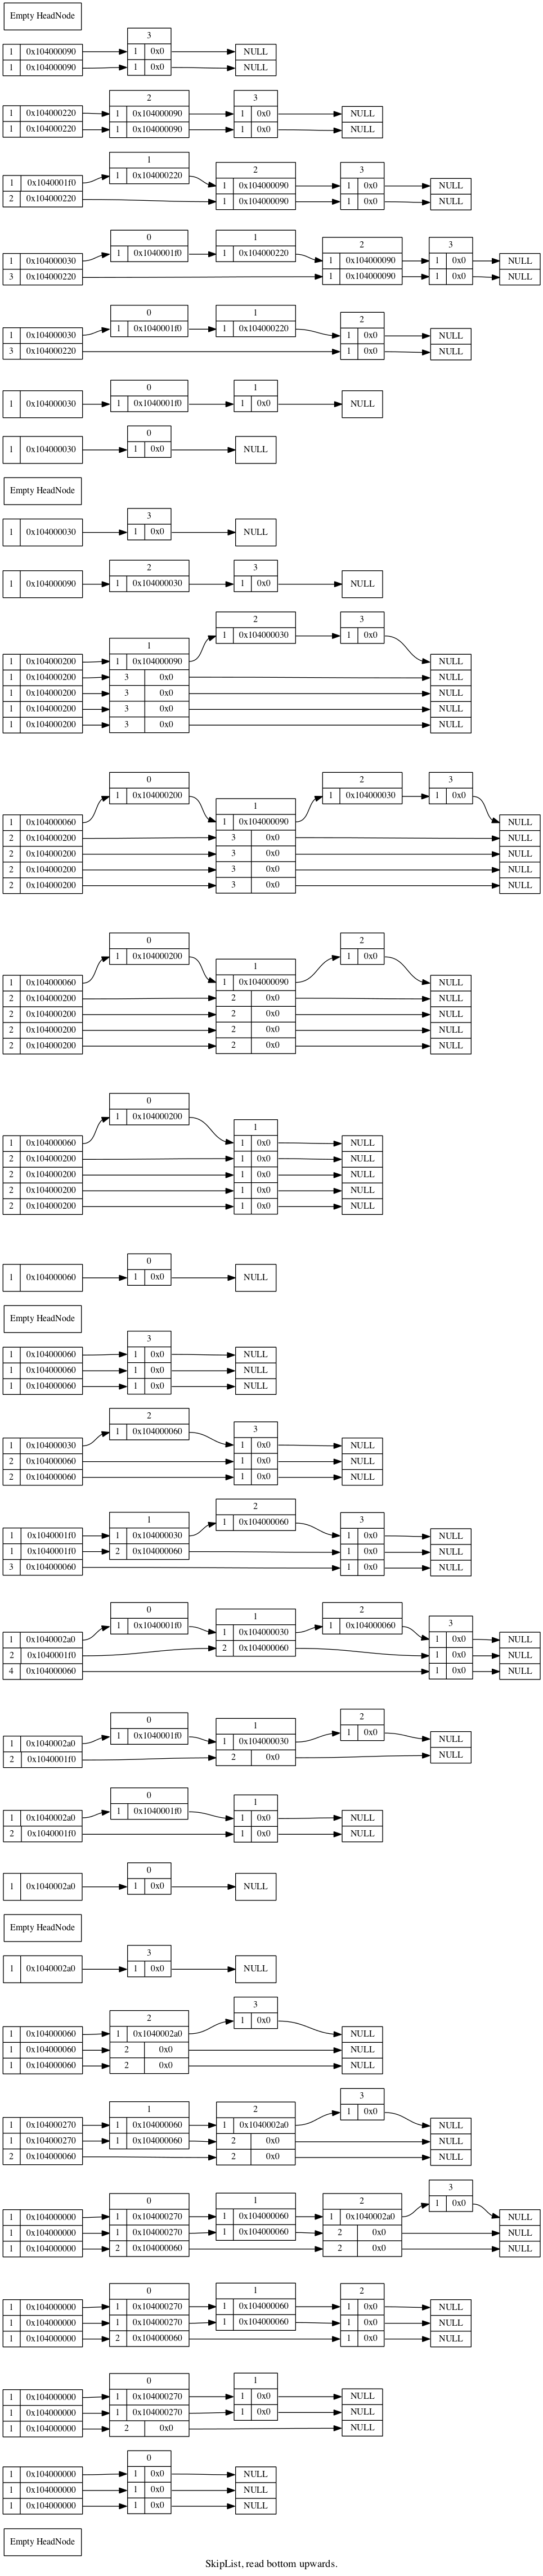 Empty HeadNode
3
1 0x104000090 1 0x0 NULL
1 0x104000090 1 0x0 NULL
2 3
1 0x104000220 1 0x104000090 1 0x0 NULL
1 0x104000220 1 0x104000090 1 0x0 NULL
1
1 0x104000220
2 3
1 0x1040001f0 1 0x104000090 1 0x0 NULL
2 0x104000220 1 0x104000090 1 0x0 NULL
0 1
2 3
1 0x1040001f0 1 0x104000220
1 0x104000030 1 0x104000090 1 0x0 NULL
3 0x104000220 1 0x104000090 1 0x0 NULL
0 1
2
1 0x1040001f0 1 0x104000220
1 0x104000030 1 0x0 NULL
3 0x104000220 1 0x0 NULL
0 1
1 0x104000030 1 0x1040001f0 1 0x0 NULL
0
1 0x104000030 1 0x0 NULL
Empty HeadNode
3
1 0x104000030 1 0x0 NULL
2 3
1 0x104000090 1 0x104000030 1 0x0 NULL
2 3
1 0x104000030 1 0x0
1
1 0x104000200 1 0x104000090 NULL
1 0x104000200 3 0x0 NULL
1 0x104000200 3 0x0 NULL
1 0x104000200 3 0x0 NULL
1 0x104000200 3 0x0 NULL
0 2 3
1 0x104000200 1 0x104000030 1 0x0
1
1 0x104000060 1 0x104000090 NULL
2 0x104000200 3 0x0 NULL
2 0x104000200 3 0x0 NULL
2 0x104000200 3 0x0 NULL
2 0x104000200 3 0x0 NULL
0 2
1 0x104000200 1 0x0
1
1 0x104000060 1 0x104000090 NULL
2 0x104000200 2 0x0 NULL
2 0x104000200 2 0x0 NULL
2 0x104000200 2 0x0 NULL
2 0x104000200 2 0x0 NULL
0
1 0x104000200
1
1 0x104000060 1 0x0 NULL
2 0x104000200 1 0x0 NULL
2 0x104000200 1 0x0 NULL
2 0x104000200 1 0x0 NULL
2 0x104000200 1 0x0 NULL
0
1 0x104000060 1 0x0 NULL
Empty HeadNode
3
1 0x104000060 1 0x0 NULL
1 0x104000060 1 0x0 NULL
1 0x104000060 1 0x0 NULL
2
3
1 0x104000060
1 0x104000030 1 0x0 NULL
2 0x104000060 1 0x0 NULL
2 0x104000060 1 0x0 NULL
2
1 3
1 0x104000060
1 0x1040001f0 1 0x104000030 1 0x0 NULL
1 0x1040001f0 2 0x104000060 1 0x0 NULL
3 0x104000060 1 0x0 NULL
0 2
1 3
1 0x1040001f0 1 0x104000060
1 0x1040002a0 1 0x104000030 1 0x0 NULL
2 0x1040001f0 2 0x104000060 1 0x0 NULL
4 0x104000060 1 0x0 NULL
0 2
1
1 0x1040001f0 1 0x0
1 0x1040002a0 1 0x104000030 NULL
2 0x1040001f0 2 0x0 NULL
0
1
1 0x1040001f0
1 0x1040002a0 1 0x0 NULL
2 0x1040001f0 1 0x0 NULL
0
1 0x1040002a0 1 0x0 NULL
Empty HeadNode
3
1 0x1040002a0 1 0x0 NULL
3
2
1 0x0
1 0x104000060 1 0x1040002a0 NULL
1 0x104000060 2 0x0 NULL
1 0x104000060 2 0x0 NULL
3
1 2
1 0x0
1 0x104000270 1 0x104000060 1 0x1040002a0 NULL
1 0x104000270 1 0x104000060 2 0x0 NULL
2 0x104000060 2 0x0 NULL
3
0 1 2
1 0x0
1 0x104000000 1 0x104000270 1 0x104000060 1 0x1040002a0 NULL
1 0x104000000 1 0x104000270 1 0x104000060 2 0x0 NULL
1 0x104000000 2 0x104000060 2 0x0 NULL
0 1 2
1 0x104000000 1 0x104000270 1 0x104000060 1 0x0 NULL
1 0x104000000 1 0x104000270 1 0x104000060 1 0x0 NULL
1 0x104000000 2 0x104000060 1 0x0 NULL
0 1
1 0x104000000 1 0x104000270 1 0x0 NULL
1 0x104000000 1 0x104000270 1 0x0 NULL
1 0x104000000 2 0x0 NULL
0
1 0x104000000 1 0x0 NULL
1 0x104000000 1 0x0 NULL
1 0x104000000 1 0x0 NULL
Empty HeadNode
SkipList, read bottom upwards.